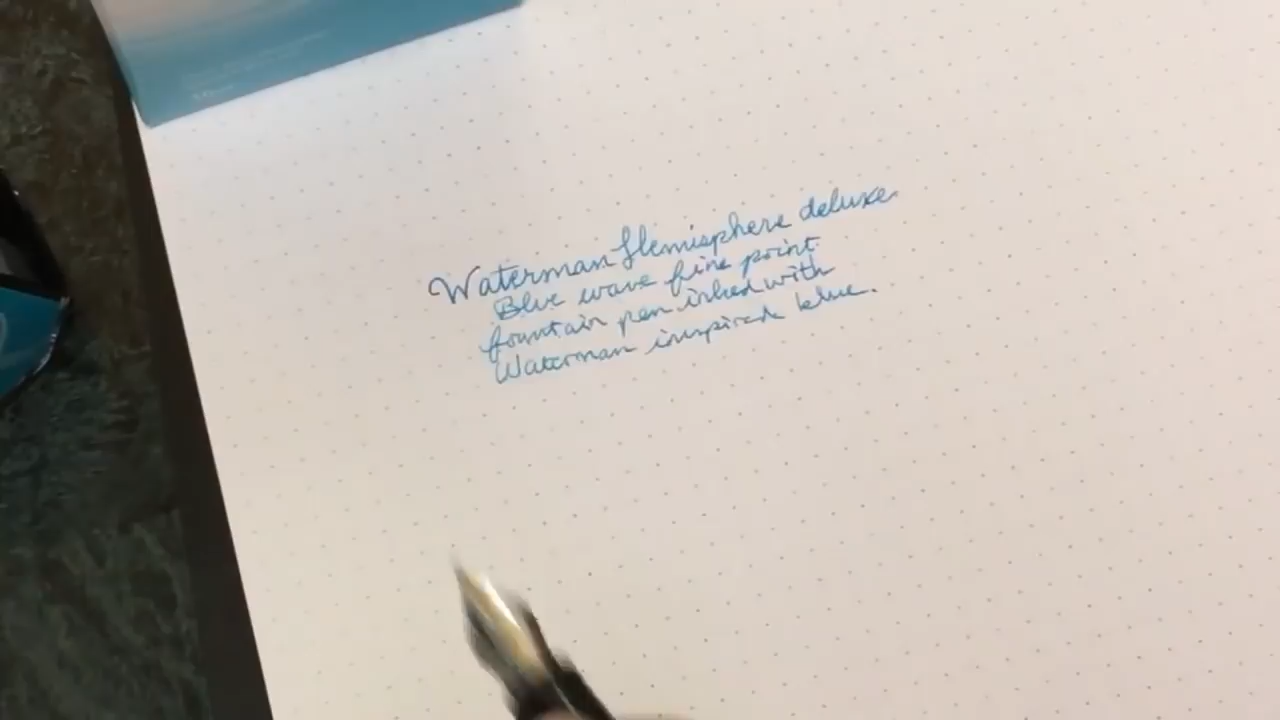 Waterman Hemisphere deluxe
Blue wave fine point
fountain pen inked with
Waterman inspired blue.